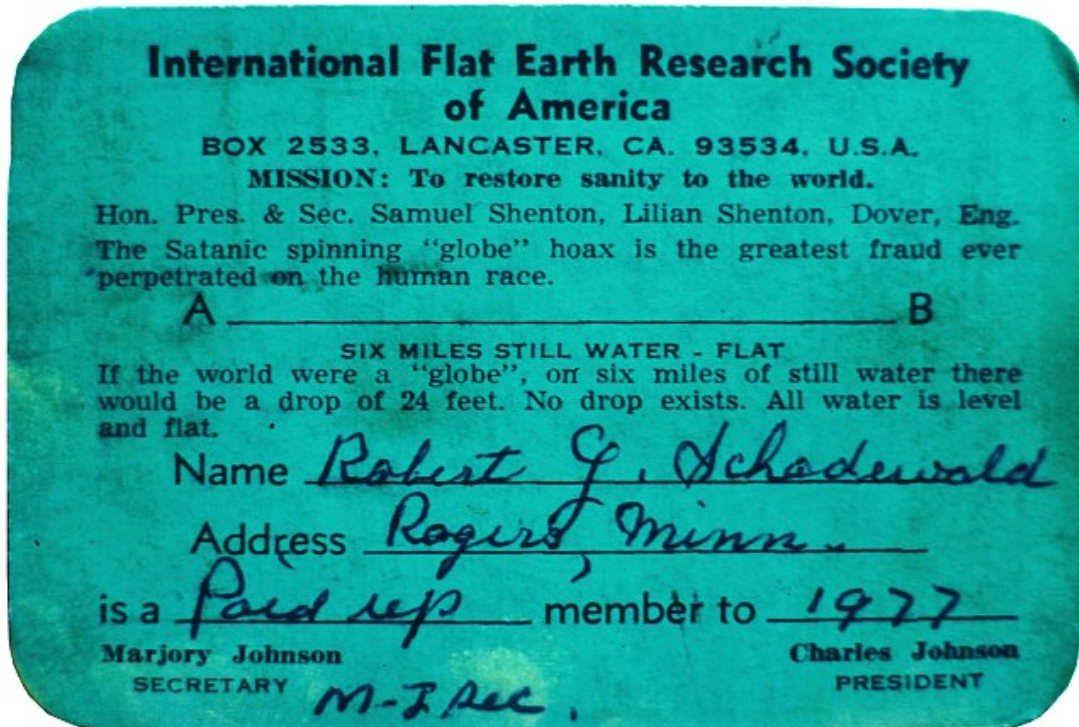 International Flat Earth Research Society
of America
BOX 2533, LANCASTER, CA. 93534, U.S.A.
MISSION: To restore sanity to the world.
Hon. Pres. & Sec. Samuel Shenton, Lilian Shenton, Dover, Eng.
The Satanic spinning “globe” hoax is the greatest fraud ever
perpetrated on the human race.
A B
SIX MILES STILL WATER - FLAT
If the world were a “globe”, on six miles of still water there
would be a drop of 24 feet. No drop exists. All water is level
and flat.
Name Robert J. Schadewald
Address Rogers, Minn.
is a Paid up member to 1977
Marjory Johnson Charles Johnson
SECRETARY PRESIDENT
Sec.